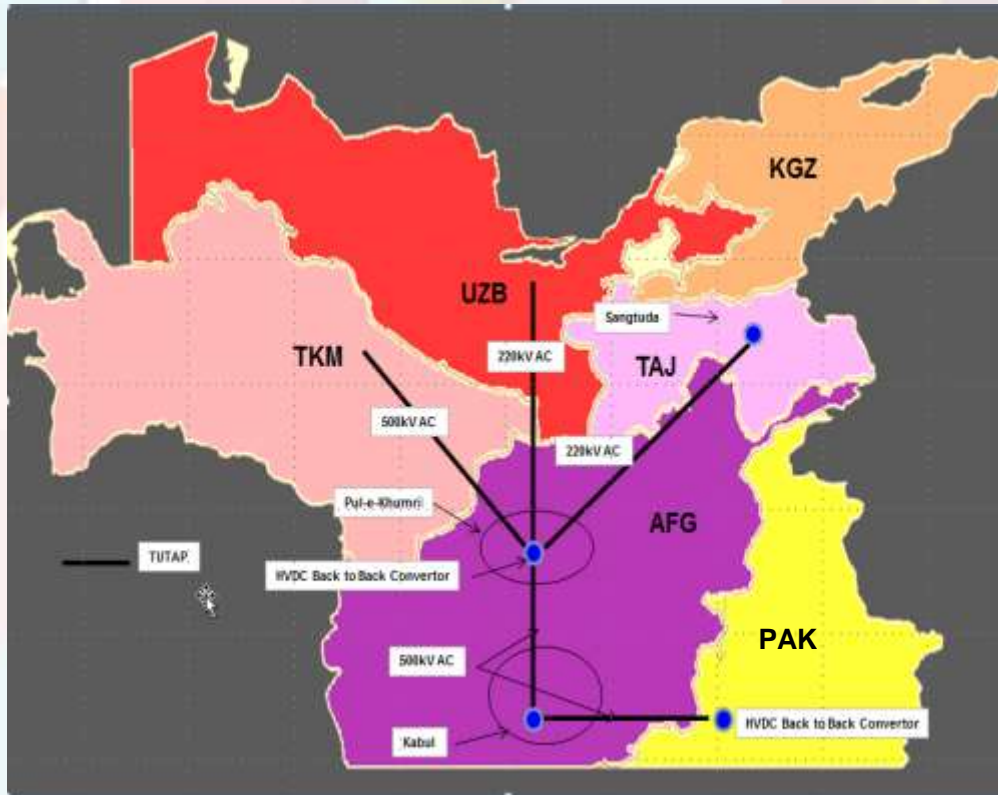 KGZ
UZB
Sangtuda
TKM
220kV AC
TAJ
500kV AC
220kV AC
Pul-e-Khumri
AFG
TUTAP
HVDC Back to Back Convertor
PAK
500kV AC
HVDC Back to Back Convertor
Kabul